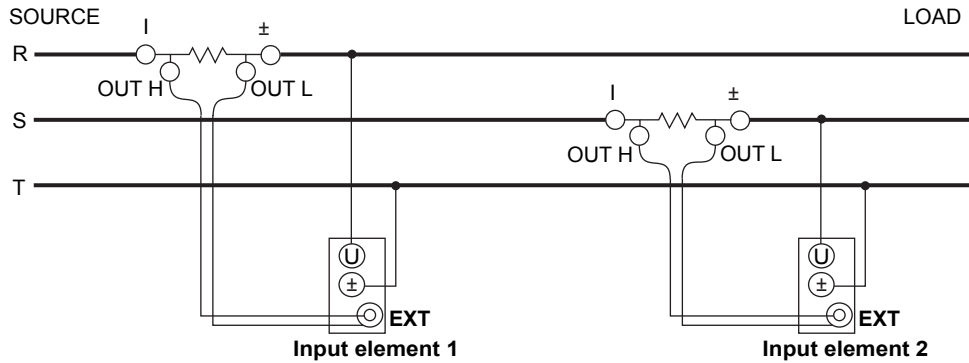 SOURCE
LOAD
I
±
R
OUT H
OUT L
I
±
S
OUT H
OUT L
T
U
±
EXT
Input element 1
U
±
EXT
Input element 2